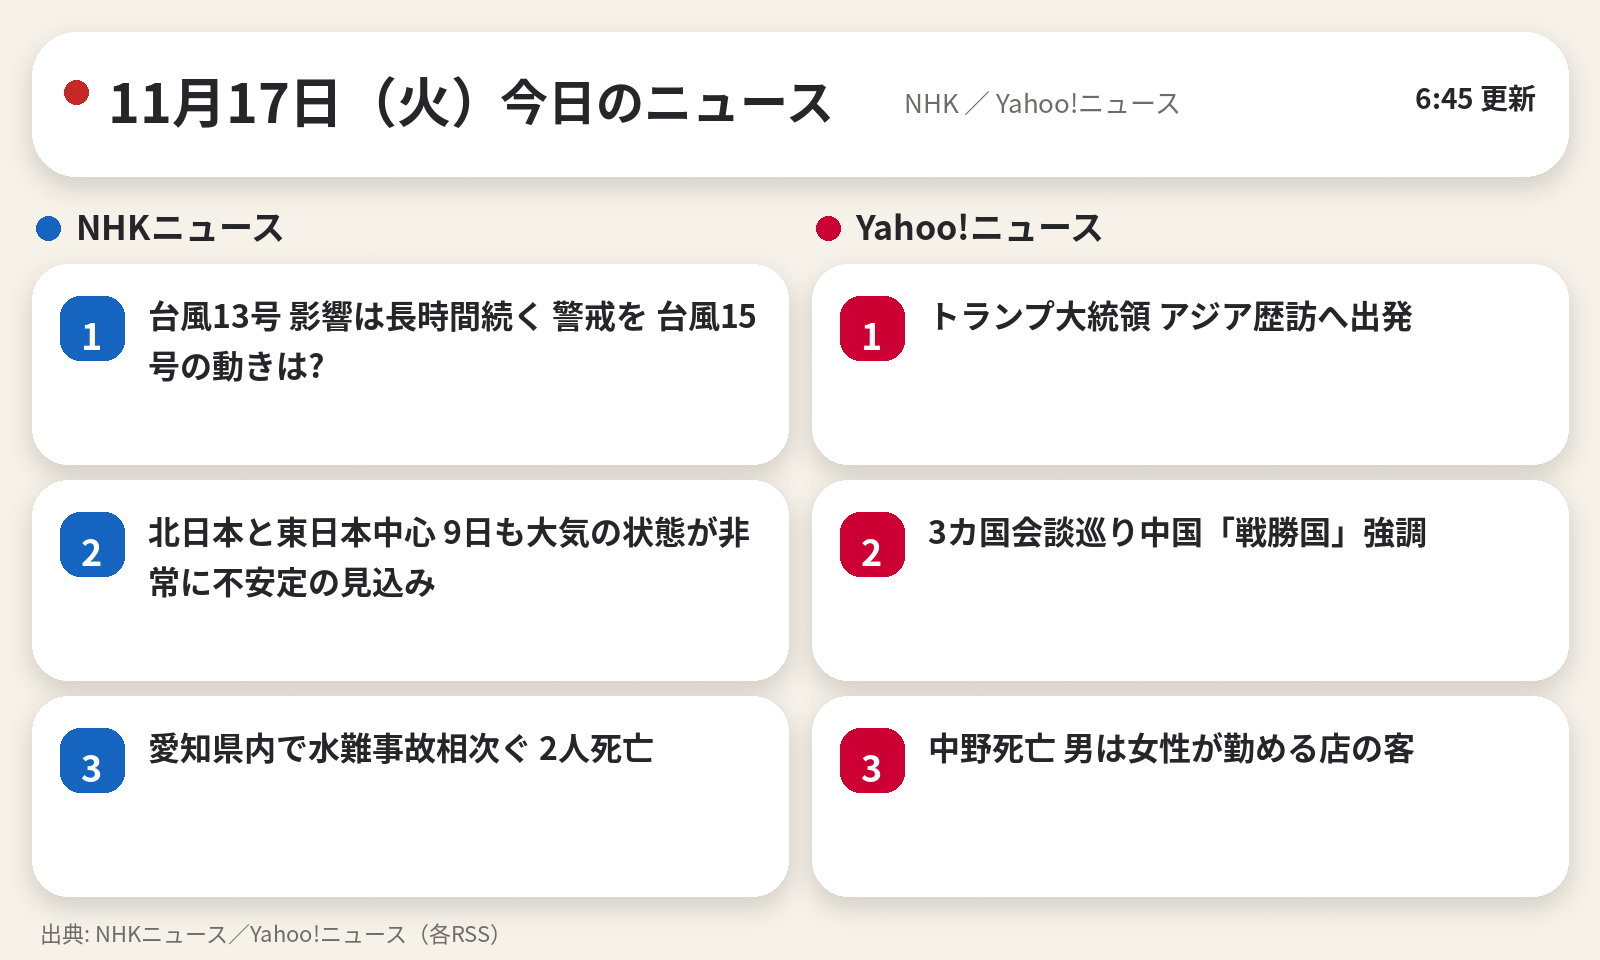 11月17日（火）今日のニュース
NHK ／ Yahoo!ニュース
6:45 更新
NHKニュース
1
台風13号 影響は長時間続く 警戒を 台風15
号の動きは?
2
北日本と東日本中心 9日も大気の状態が非
常に不安定の見込み
3
愛知県内で水難事故相次ぐ 2人死亡
Yahoo!ニュース
1
トランプ大統領 アジア歴訪へ出発
2
3カ国会談巡り中国「戦勝国」強調
3
中野死亡 男は女性が勤める店の客
出典: NHKニュース／Yahoo!ニュース（各RSS）